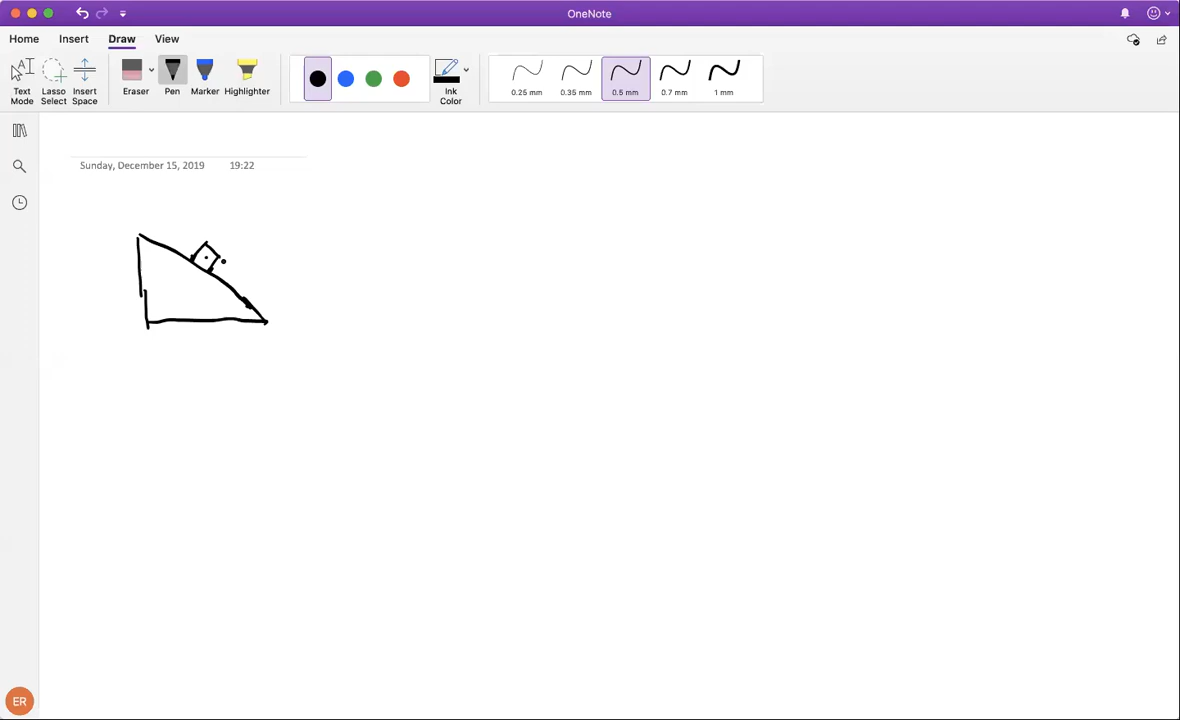 OneNote
Home Insert Draw View
Text Mode Lasso Select Insert Space Eraser Pen Marker Highlighter Ink Color 0.25 mm 0.35 mm 0.5 mm 0.7 mm 1 mm
Sunday, December 15, 2019 19:22
ER